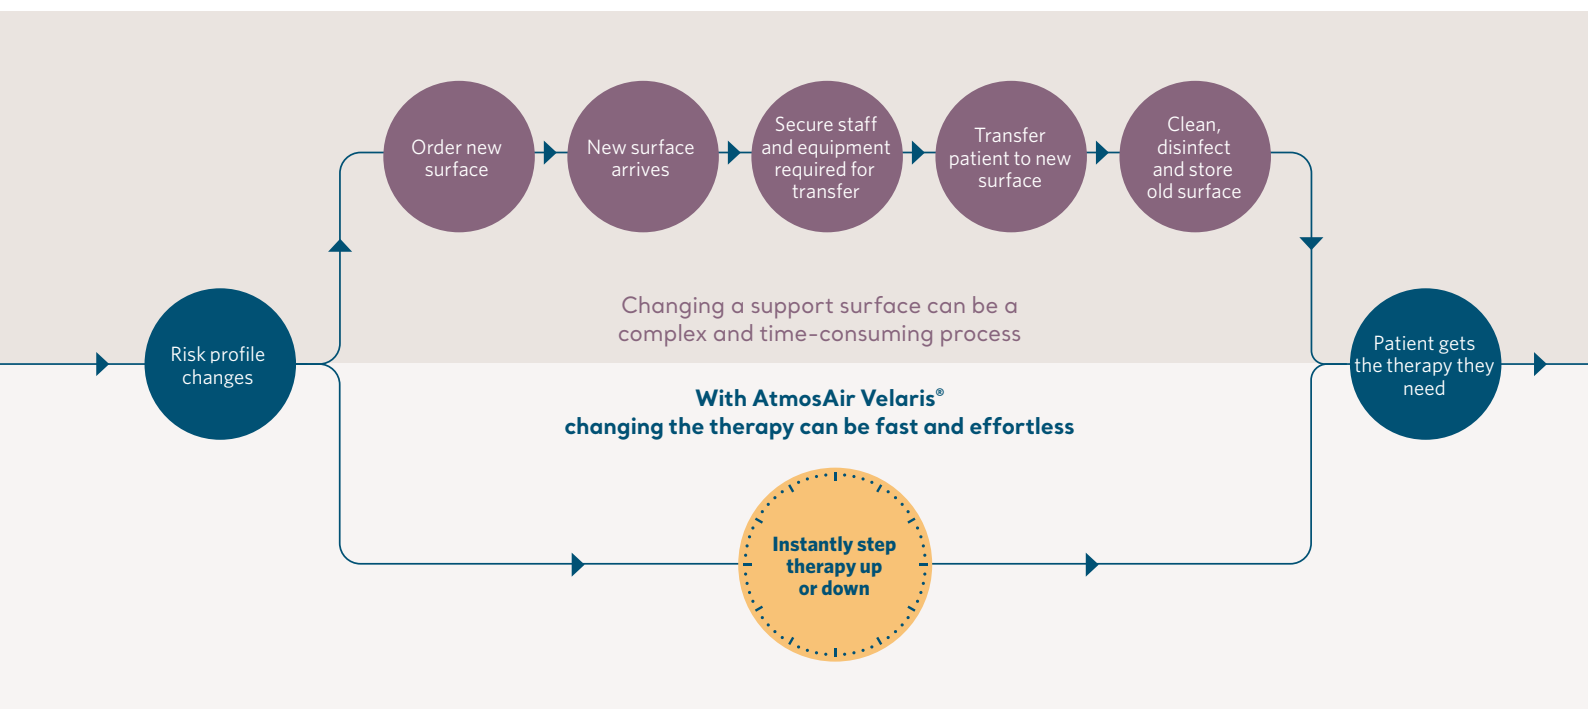 Order new
surface
New surface
arrives
Secure staff
and equipment
required for
transfer
Transfer
patient to new
surface
Clean,
disinfect
and store
old surface
Changing a support surface can be a
complex and time-consuming process
Risk profile
changes
Patient gets
the therapy they
need
With AtmosAir Velaris®
changing the therapy can be fast and effortless
Instantly step
therapy up
or down